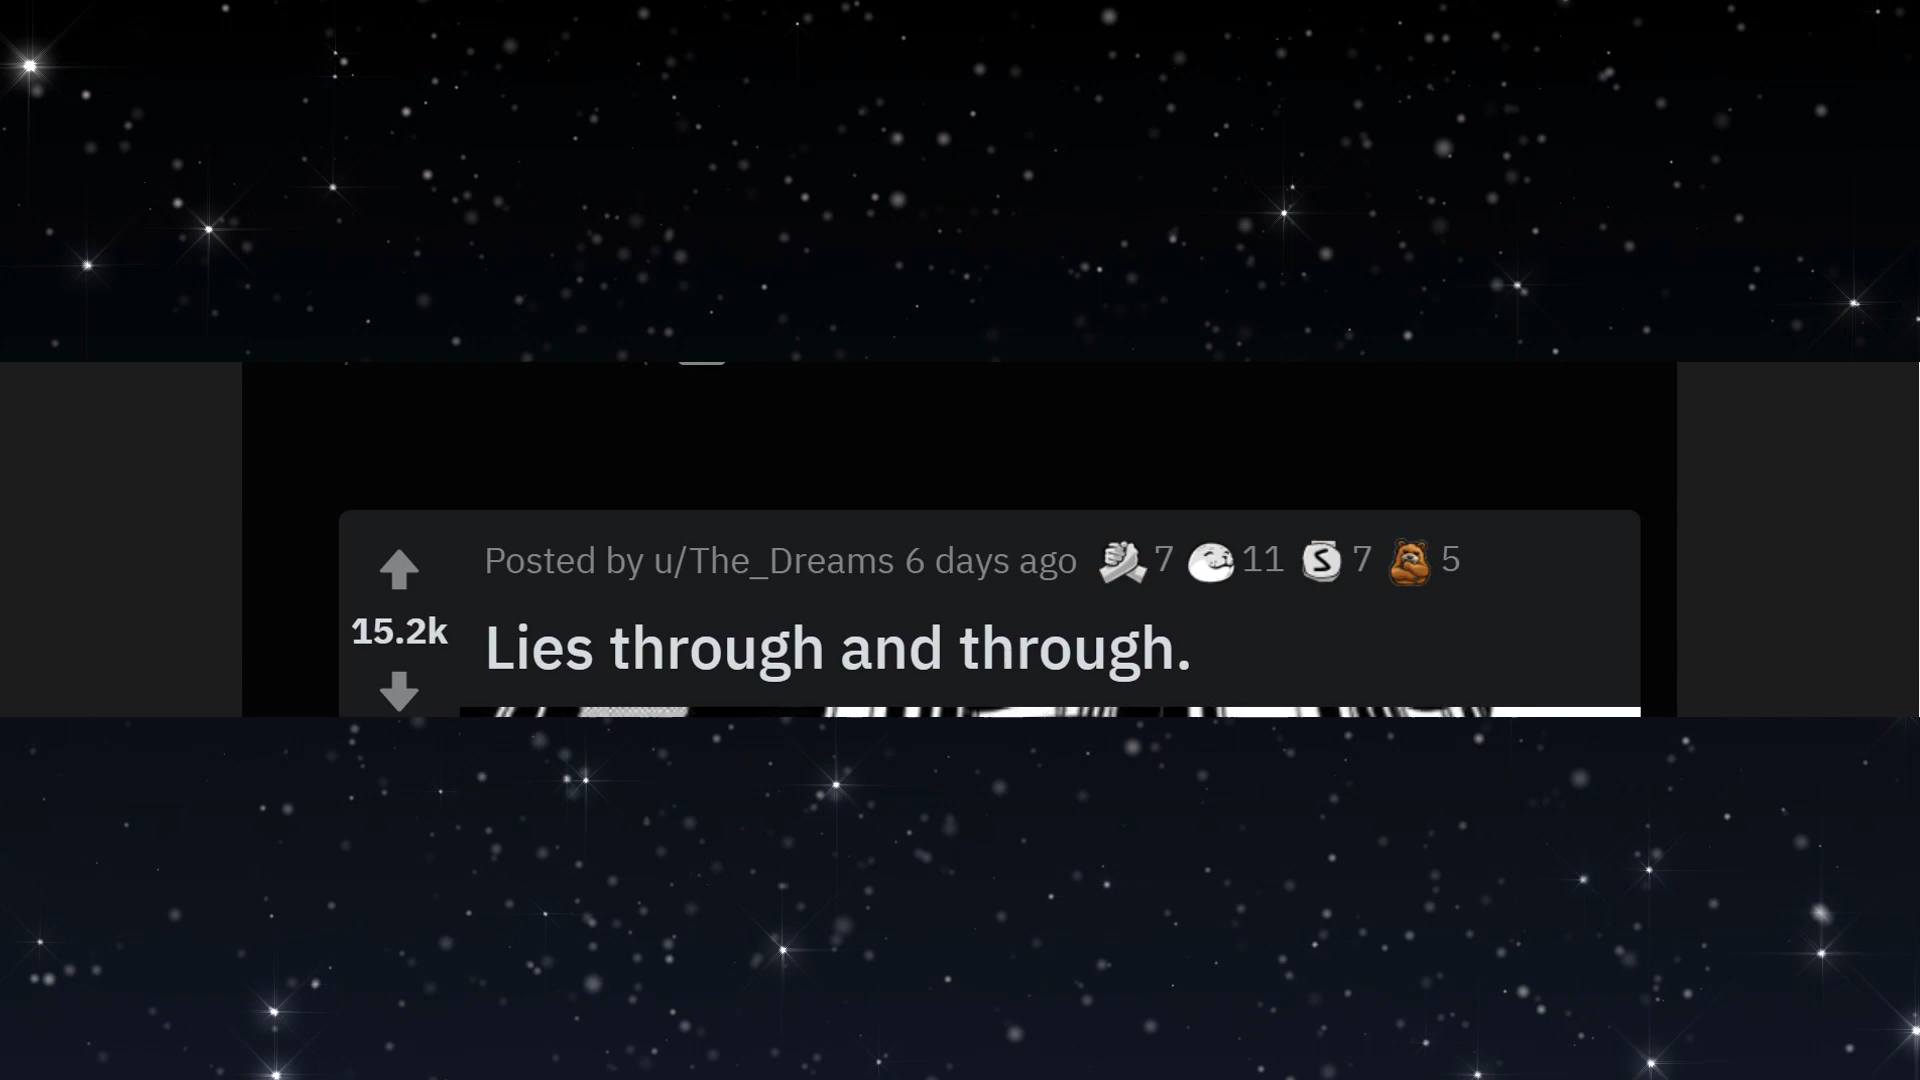 Posted by u/The_Dreams 6 days ago 7 11 S 7 5
15.2k
Lies through and through.